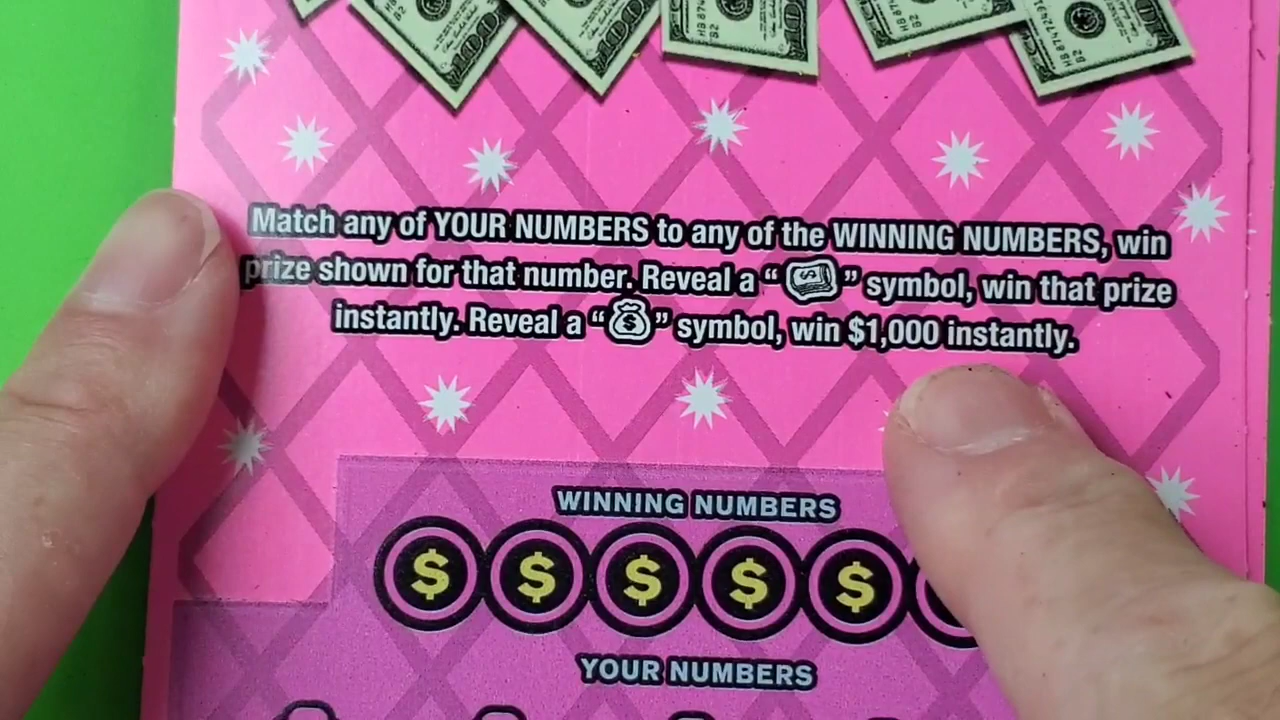 Match any of YOUR NUMBERS to any of the WINNING NUMBERS, win
prize shown for that number. Reveal a “ ” symbol, win that prize
instantly. Reveal a “ ” symbol, win $1,000 instantly.
WINNING NUMBERS
$ $ $ $ $
YOUR NUMBERS